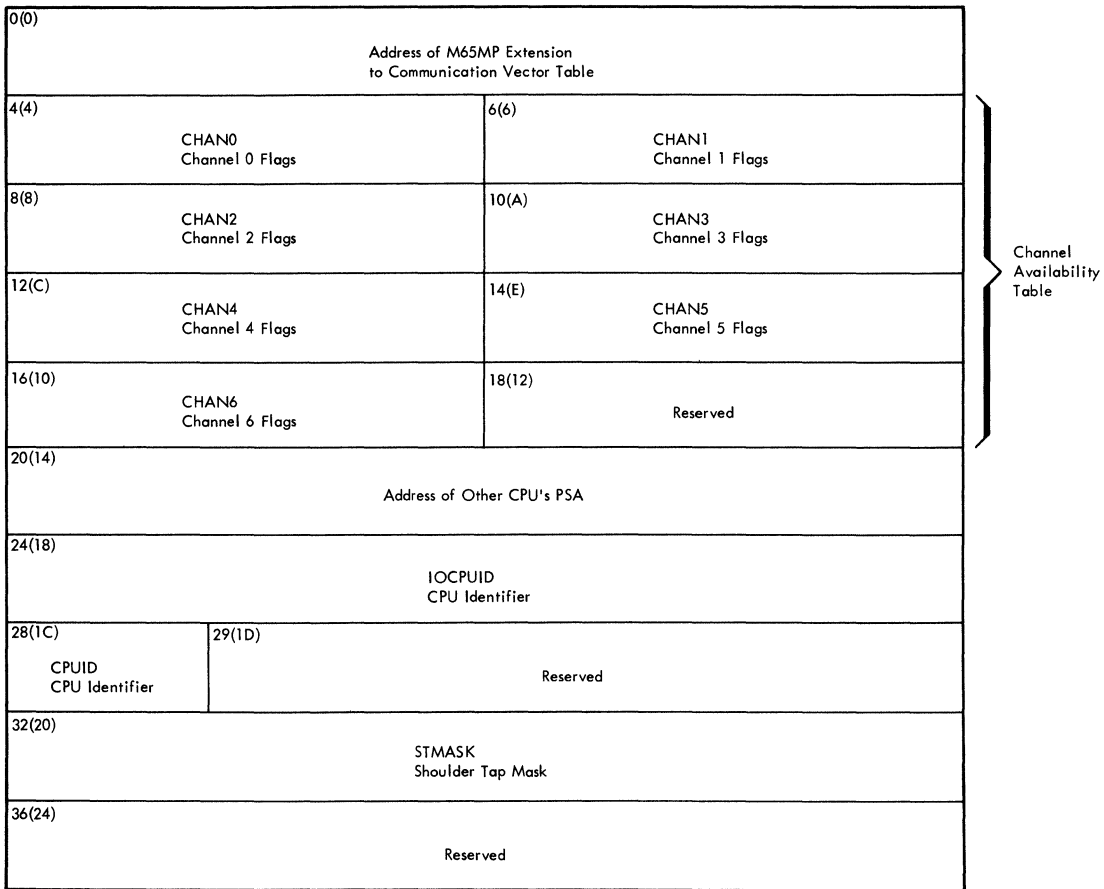 0(0)
Address of M65MP Extension
to Communication Vector Table
4(4)
CHAN0
Channel 0 Flags
6(6)
CHAN1
Channel 1 Flags
8(8)
CHAN2
Channel 2 Flags
10(A)
CHAN3
Channel 3 Flags
12(C)
CHAN4
Channel 4 Flags
14(E)
CHAN5
Channel 5 Flags
16(10)
CHAN6
Channel 6 Flags
18(12)
Reserved
Channel
Availability
Table
20(14)
Address of Other CPU's PSA
24(18)
IOCPUID
CPU Identifier
28(1C)
CPUID
CPU Identifier
29(1D)
Reserved
32(20)
STMASK
Shoulder Tap Mask
36(24)
Reserved